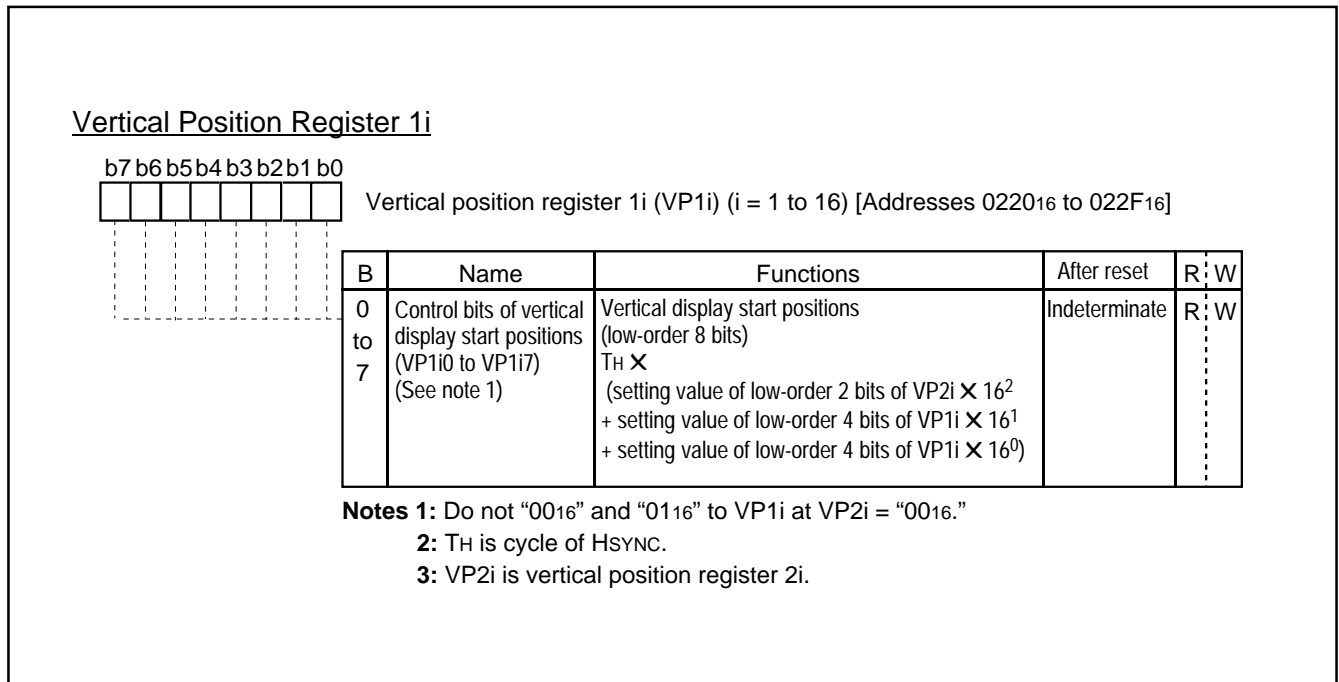 Vertical Position Register 1i
b7 b6 b5 b4 b3 b2 b1 b0
Vertical position register 1i (VP1i) (i = 1 to 16) [Addresses 022016 to 022F16]
B Name Functions After reset R W
0 to 7
Control bits of vertical display start positions (VP1i0 to VP1i7) (See note 1)
Vertical display start positions
(low-order 8 bits)
TH ×
(setting value of low-order 2 bits of VP2i × 16²
+ setting value of low-order 4 bits of VP1i × 16¹
+ setting value of low-order 4 bits of VP1i × 16⁰)
Indeterminate
R W
Notes 1: Do not “0016” and “0116” to VP1i at VP2i = “0016.”
2: TH is cycle of HSYNC.
3: VP2i is vertical position register 2i.